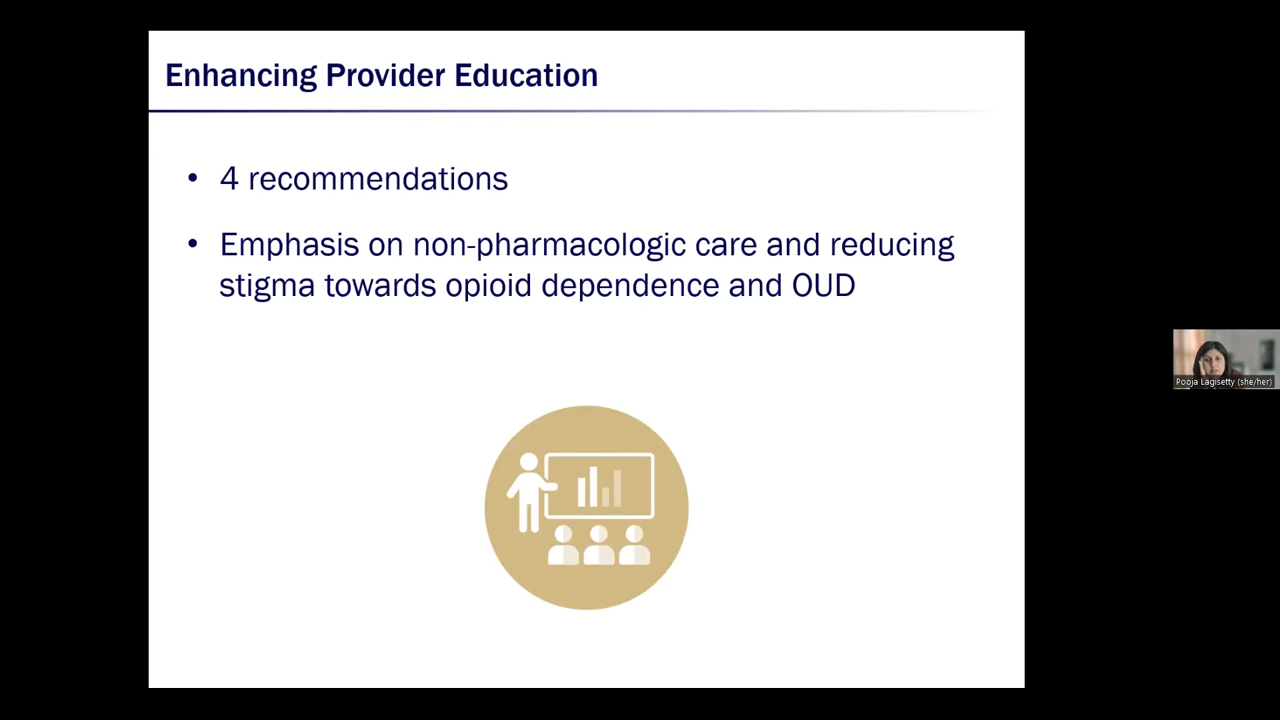 Enhancing Provider Education
• 4 recommendations
• Emphasis on non-pharmacologic care and reducing
stigma towards opioid dependence and OUD
Pooja Lagisetty (she/her)